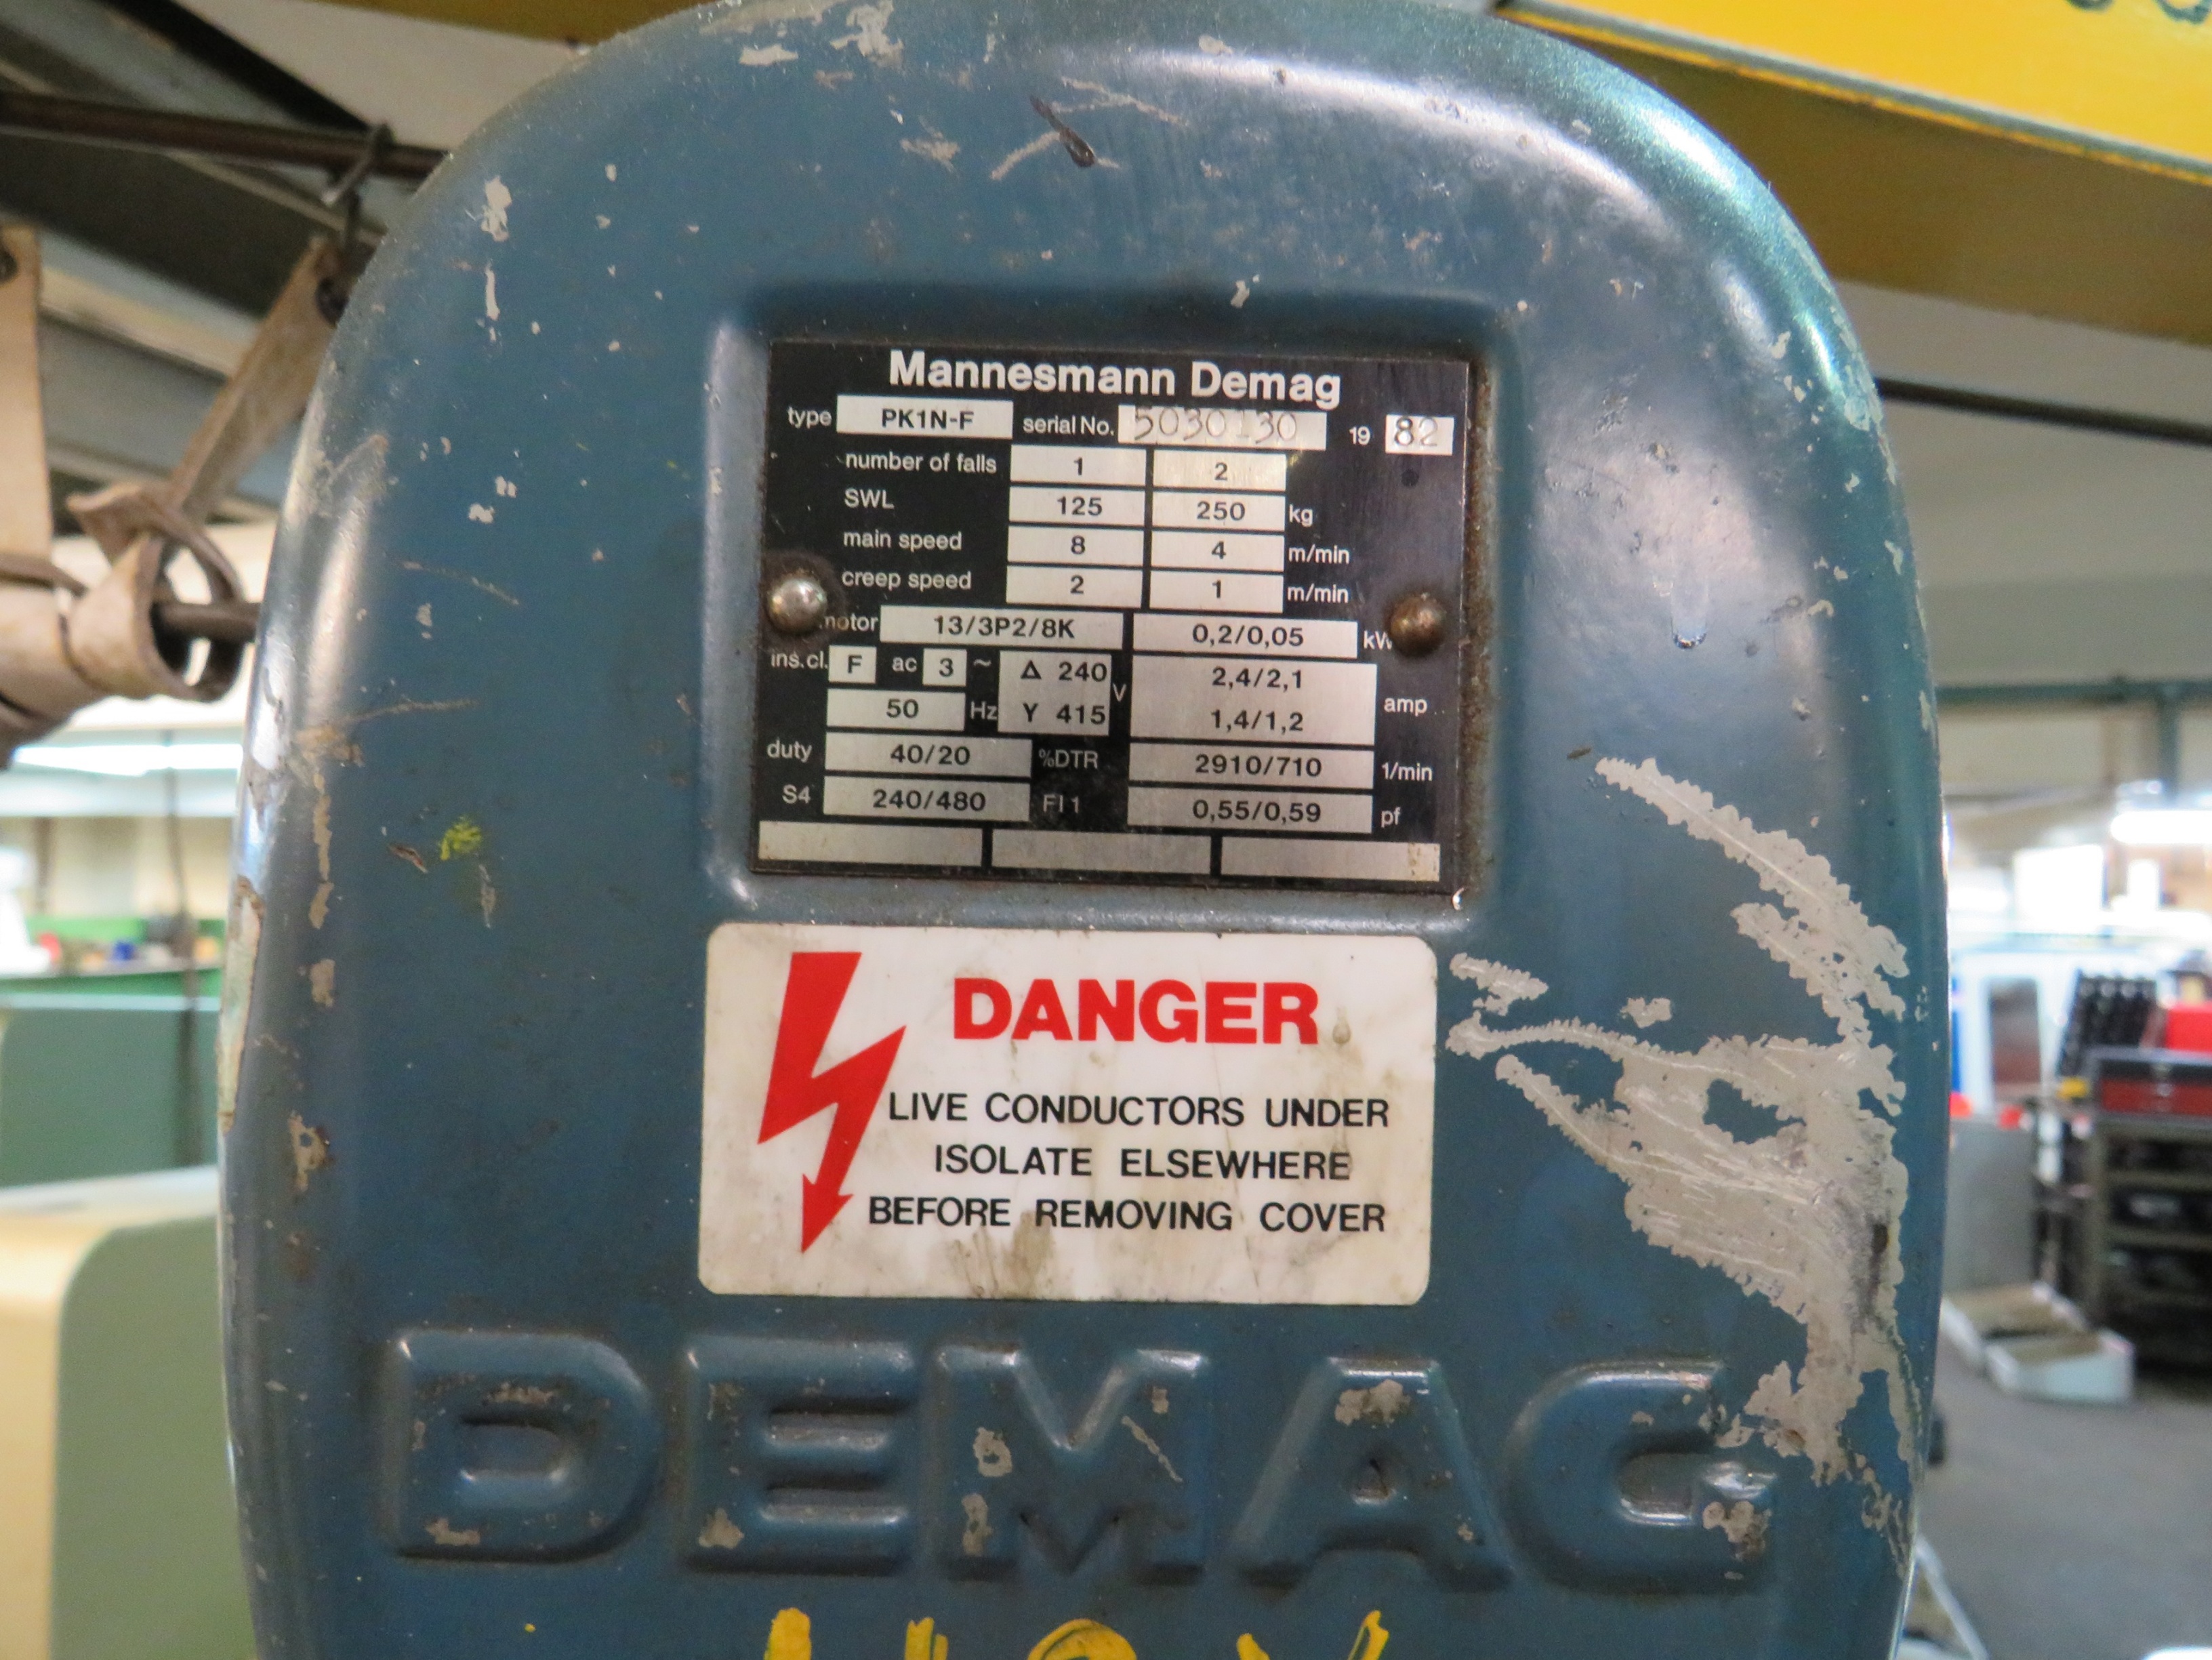 Mannesmann Demag
type PK1N-F serial No. 5030130 19 82
number of falls 1 2
SWL 125 250 kg
main speed 8 4 m/min
creep speed 2 1 m/min
motor 13/3P2/8K 0,2/0,05 kW
ins.cl. F ac 3 ~ Δ 240 V 2,4/2,1 amp
50 Hz Y 415 1,4/1,2
duty 40/20 %DTR 2910/710 1/min
S4 240/480 FI 1 0,55/0,59 pf
DANGER
LIVE CONDUCTORS UNDER
ISOLATE ELSEWHERE
BEFORE REMOVING COVER
DEMAG